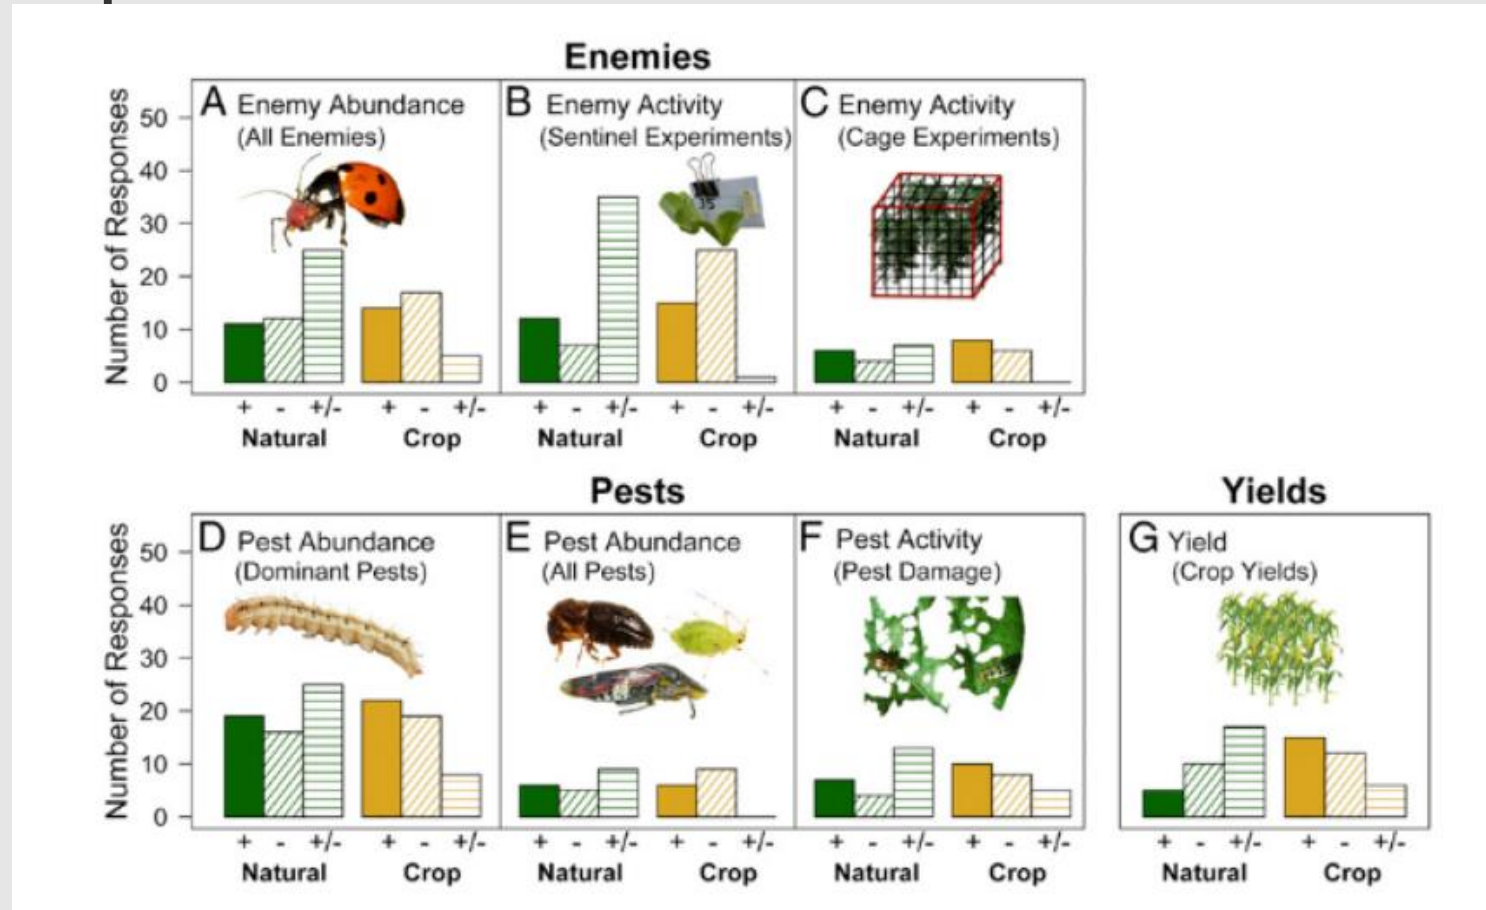 Enemies
Number of Responses
50
40
30
20
10
0
A Enemy Abundance
(All Enemies)
B Enemy Activity
(Sentinel Experiments)
35
C Enemy Activity
(Cage Experiments)
+ - +/- + - +/- + - +/- + - +/- + - +/- + - +/-
Natural Crop Natural Crop Natural Crop
Pests
Number of Responses
50
40
30
20
10
0
D Pest Abundance
(Dominant Pests)
E Pest Abundance
(All Pests)
F Pest Activity
(Pest Damage)
+ - +/- + - +/- + - +/- + - +/- + - +/- + - +/-
Natural Crop Natural Crop Natural Crop
Yields
G Yield
(Crop Yields)
+ - +/- + - +/-
Natural Crop